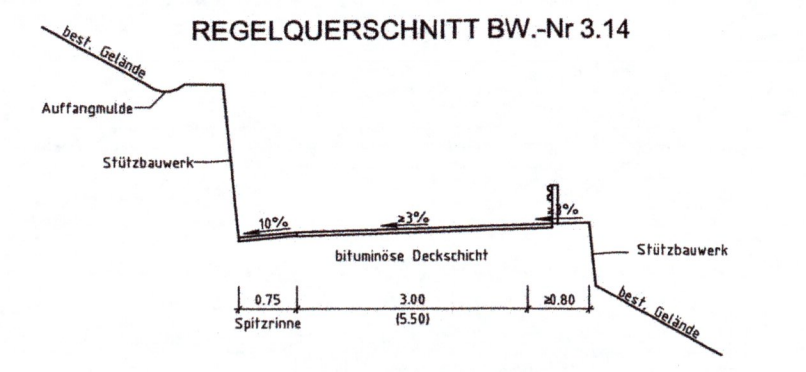 REGELQUERSCHNITT BW.-Nr 3.14
best. Gelände
Auffangmulde
Stützbauwerk
10%
≥3%
3%
bituminöse Deckschicht
Stützbauwerk
0.75
3.00
≥0.80
Spitzrinne
(5.50)
best. Gelände